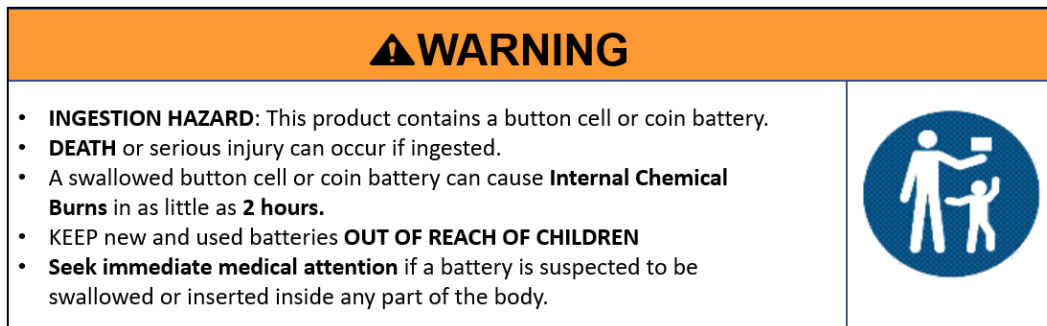 ⚠WARNING
• INGESTION HAZARD: This product contains a button cell or coin battery.
• DEATH or serious injury can occur if ingested.
• A swallowed button cell or coin battery can cause Internal Chemical
Burns in as little as 2 hours.
• KEEP new and used batteries OUT OF REACH OF CHILDREN
• Seek immediate medical attention if a battery is suspected to be
swallowed or inserted inside any part of the body.